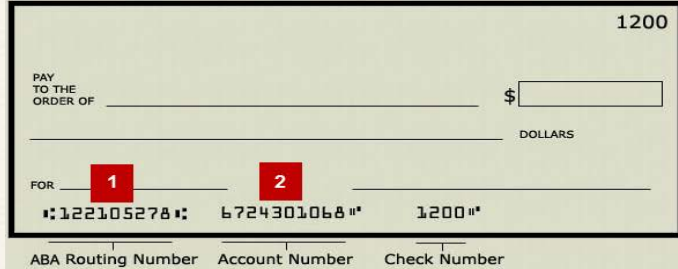 1200
PAY
TO THE
ORDER OF
$
DOLLARS
FOR
1 2
⑆122105278⑆ 6724301068⑈ 1200⑈
ABA Routing Number Account Number Check Number